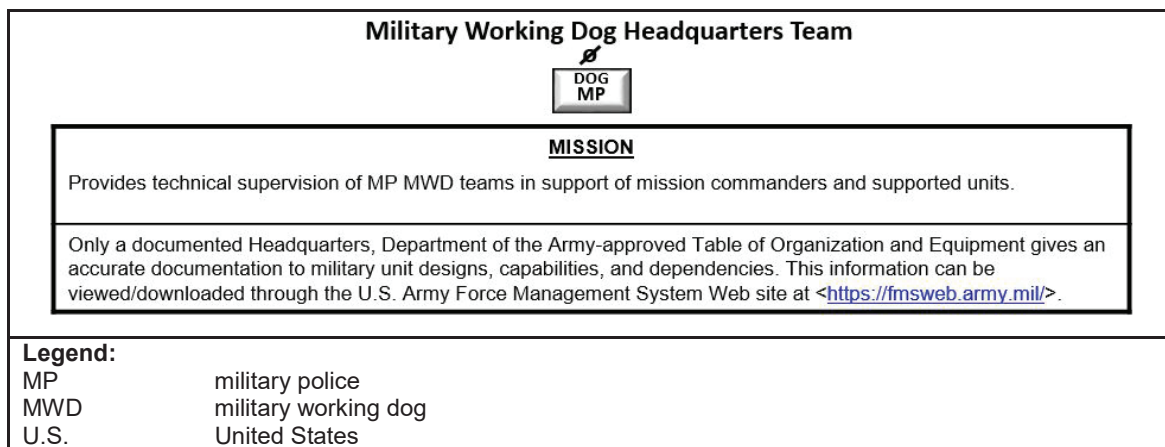 Military Working Dog Headquarters Team
Ø
DOG
MP
MISSION
Provides technical supervision of MP MWD teams in support of mission commanders and supported units.
Only a documented Headquarters, Department of the Army-approved Table of Organization and Equipment gives an
accurate documentation to military unit designs, capabilities, and dependencies. This information can be
viewed/downloaded through the U.S. Army Force Management System Web site at <https://fmsweb.army.mil/>.
Legend:
MP military police
MWD military working dog
U.S. United States